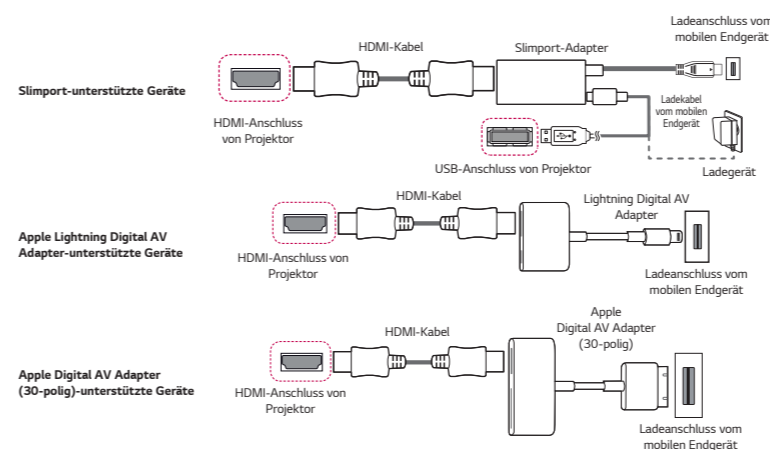 Ladeanschluss vom
mobilen Endgerät
HDMI-Kabel
Slimport-Adapter
Slimport-unterstützte Geräte
HDMI-Anschluss
von Projektor
Ladekabel
vom mobilen
Endgerät
USB-Anschluss von Projektor
Ladegerät
HDMI-Kabel
Lightning Digital AV
Adapter
Apple Lightning Digital AV
Adapter-unterstützte Geräte
HDMI-Anschluss von
Projektor
Ladeanschluss vom
mobilen Endgerät
Apple
Digital AV Adapter
(30-polig)
HDMI-Kabel
Apple Digital AV Adapter
(30-polig)-unterstützte Geräte
HDMI-Anschluss von
Projektor
Ladeanschluss vom
mobilen Endgerät